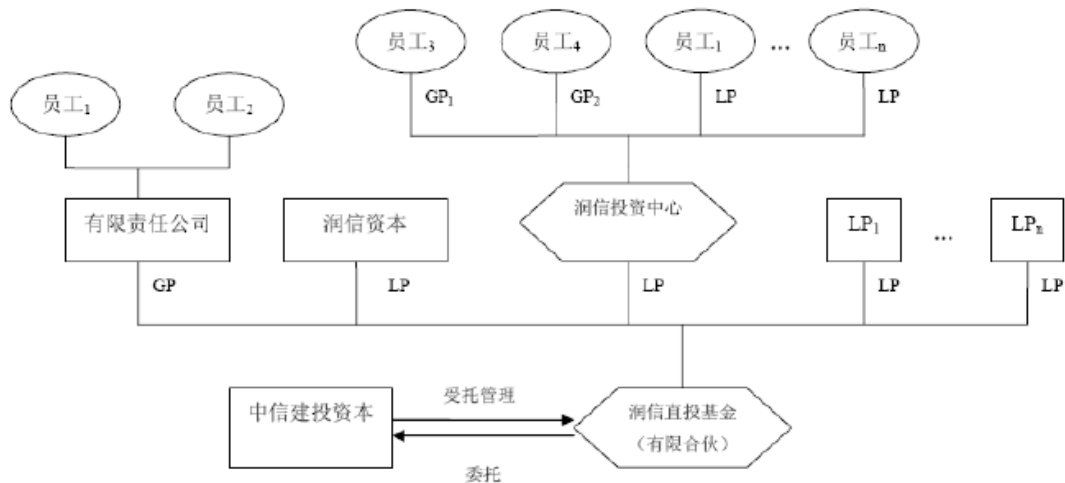 员工3 员工4 员工1 ... 员工n
GP1 GP2 LP LP
员工1 员工2
有限责任公司 润信资本 润信投资中心 LP1 ... LPn
GP LP LP LP LP
中信建投资本 受托管理 润信直投基金
（有限合伙）
委托